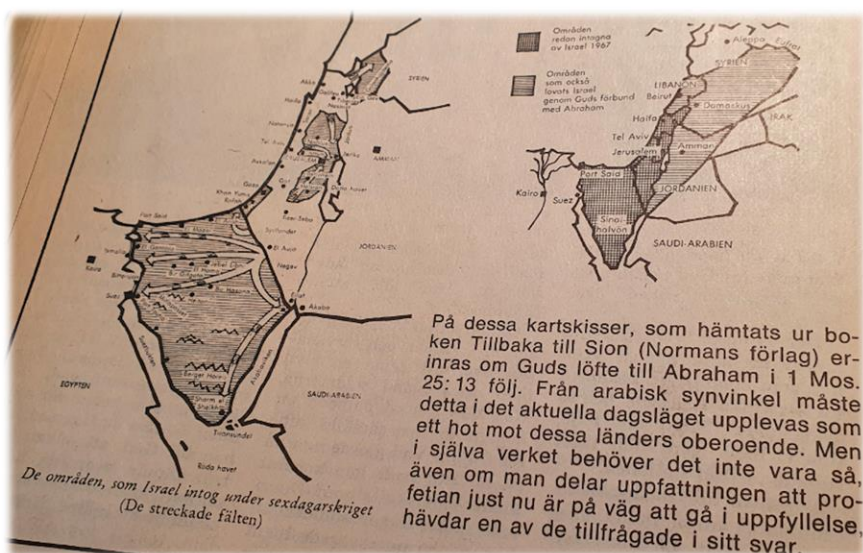 SYRIEN
JORDANIEN
EGYPTEN
SAUDI-ARABIEN
Röda havet
Eilat
Akaba
Suez
Port Said
Gaza
De områden, som Israel intog under sexdagarskriget
(De streckade fälten)
Områden
redan intagna
av Israel 1967
Områden
som också
lovats Israel
genom Guds förbund
med Abraham
Aleppo
Eufrat
SYRIEN
LIBANON
Beirut
Damaskus
IRAK
Haifa
Tel Aviv
Amman
Jerusalem
Port Said
JORDANIEN
Kairo
Suez
Sinai-
halvön
SAUDI-ARABIEN
På dessa kartskisser, som hämtats ur bo-
ken Tillbaka till Sion (Normans förlag) er-
inras om Guds löfte till Abraham i 1 Mos.
25: 13 följ. Från arabisk synvinkel måste
detta i det aktuella dagsläget upplevas som
ett hot mot dessa länders oberoende. Men
i själva verket behöver det inte vara så,
även om man delar uppfattningen att pro-
fetian just nu är på väg att gå i uppfyllelse,
hävdar en av de tillfrågade i sitt svar.